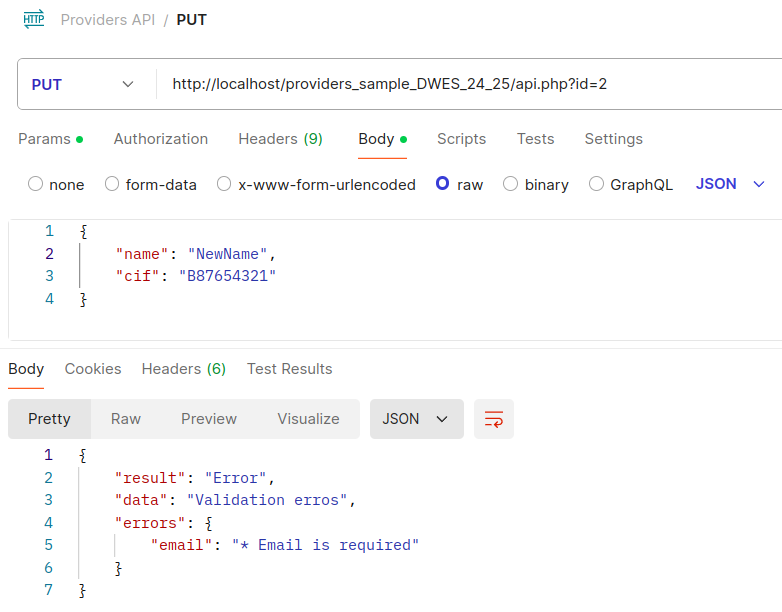 HTTP Providers API / PUT
PUT http://localhost/providers_sample_DWES_24_25/api.php?id=2
Params Authorization Headers (9) Body Scripts Tests Settings
none form-data x-www-form-urlencoded raw binary GraphQL JSON
1 {
2 "name": "NewName",
3 "cif": "B87654321"
4 }
Body Cookies Headers (6) Test Results
Pretty Raw Preview Visualize JSON
1 {
2 "result": "Error",
3 "data": "Validation erros",
4 "errors": {
5 "email": "* Email is required"
6 }
7 }